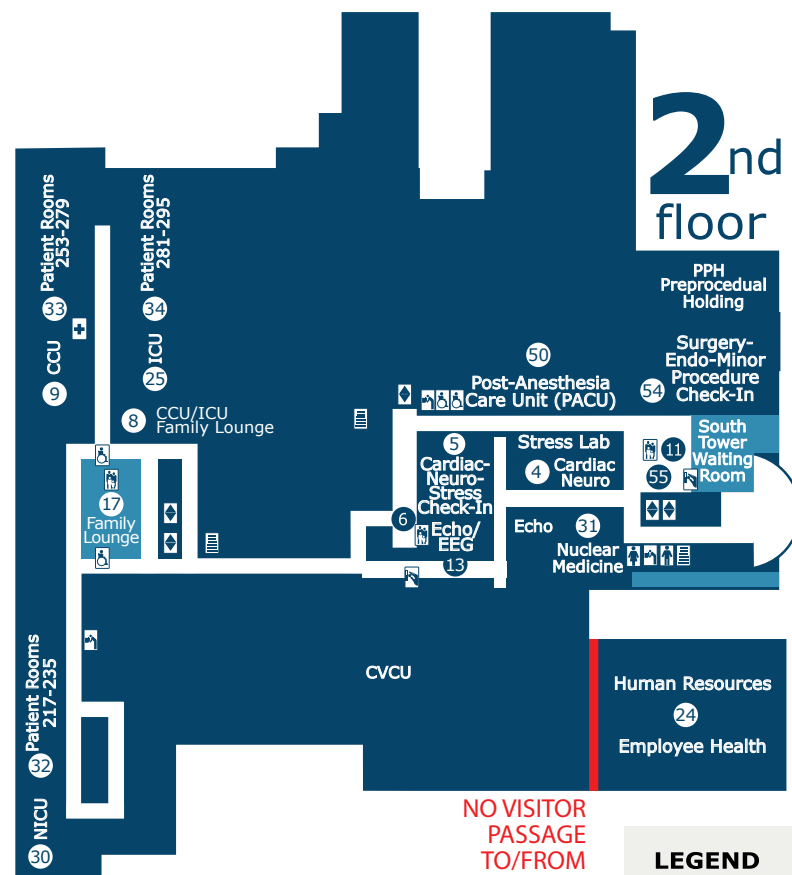 2nd
floor
PPH
Preprocedual
Holding
Patient Rooms
253-279
33
CCU
9
Patient Rooms
281-295
34
ICU
25
50
Post-Anesthesia
Care Unit (PACU)
Surgery-
Endo-Minor
Procedure
Check-In
54
8
CCU/ICU
Family Lounge
5
Cardiac-
Neuro-
Stress
Check-In
Stress Lab
4
Cardiac
Neuro
South
Tower
Waiting
Room
11
55
17
Family
Lounge
6
Echo/
EEG
13
Echo
31
Nuclear
Medicine
Patient Rooms
217-235
32
NICU
30
CVCU
Human Resources
24
Employee Health
NO VISITOR
PASSAGE
TO/FROM
LEGEND